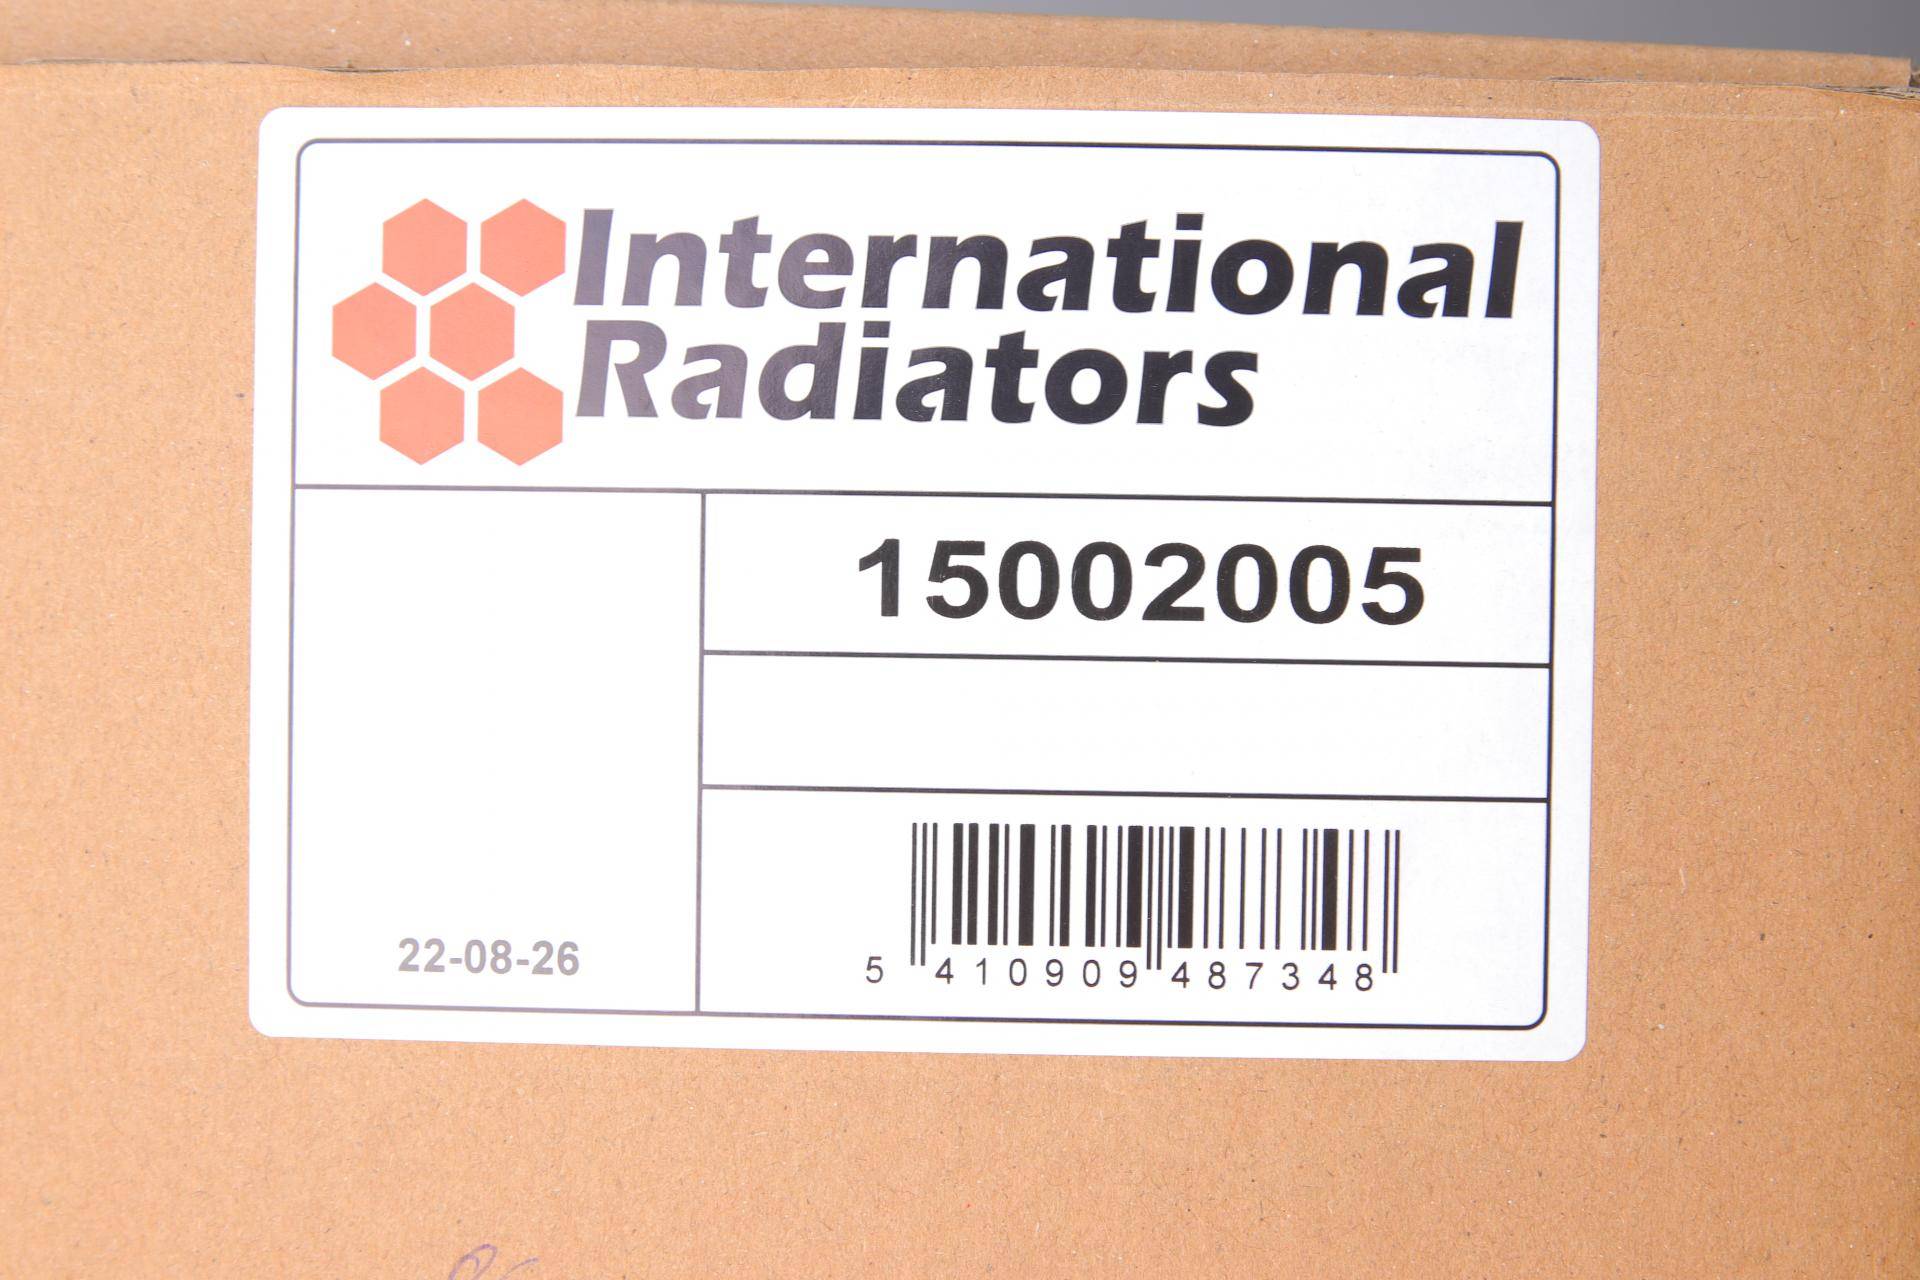 International
Radiators
15002005
22-08-26
5 410909 487348